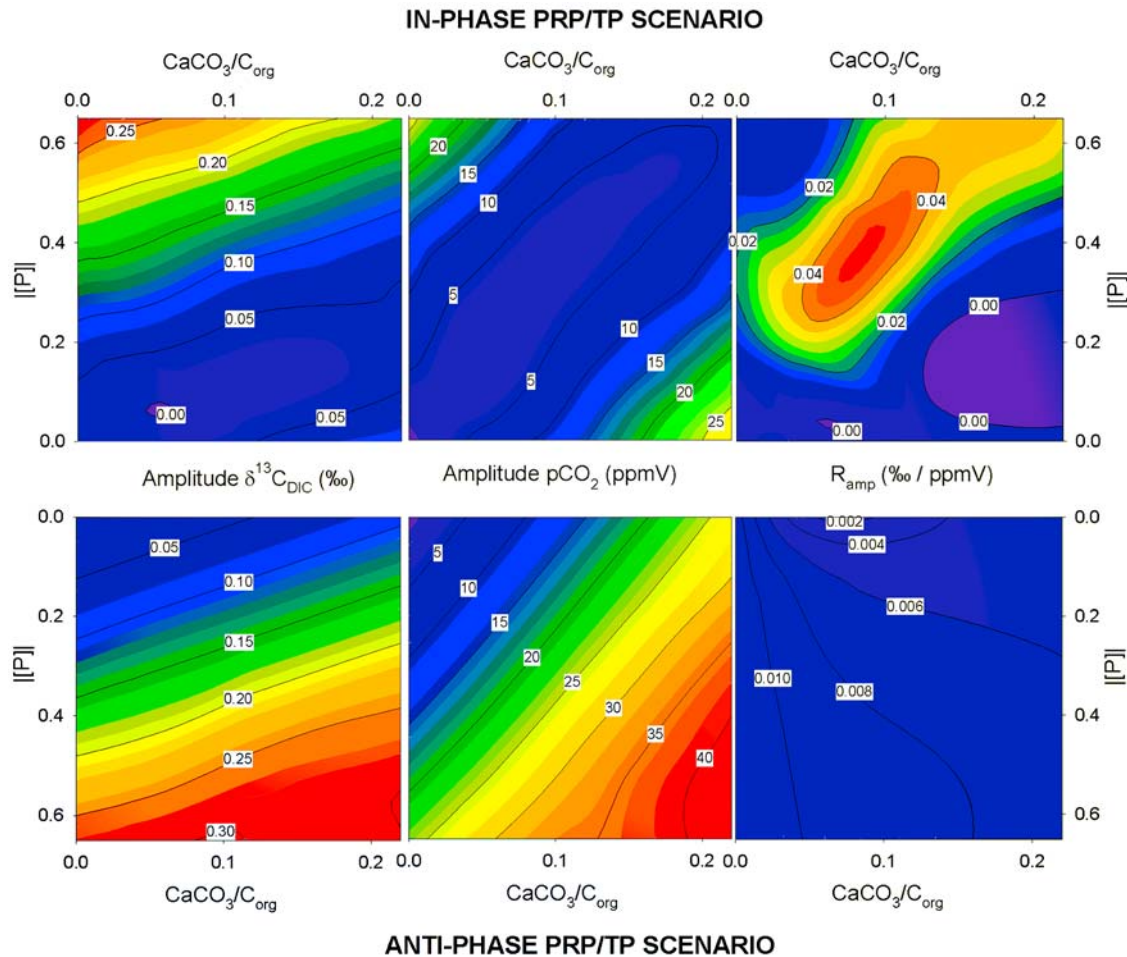 IN-PHASE PRP/TP SCENARIO
CaCO3/Corg CaCO3/Corg CaCO3/Corg
0.0 0.1 0.2 0.0 0.1 0.2 0.0 0.1 0.2
0.6 0.25 20 0.6
0.20 15 0.02
10 0.04
0.15
||[P]|| 0.4 0.10 0.02 0.4 ||[P]||
5 0.04
0.05 10 0.02 0.00
0.2 15 0.2
5 20
0.00 0.05 25 0.00 0.00
0.0 0.0
Amplitude δ13CDIC (‰) Amplitude pCO2 (ppmV) Ramp (‰ / ppmV)
0.0 0.002 0.0
0.05 5 0.004
0.10 10
0.2 15 0.006 0.2
0.15 20
||[P]|| 25 0.010 0.008 ||[P]||
0.20 30
0.4 35 0.4
0.25 40
0.6 0.30 0.6
0.0 0.1 0.2 0.0 0.1 0.2 0.0 0.1 0.2
CaCO3/Corg CaCO3/Corg CaCO3/Corg
ANTI-PHASE PRP/TP SCENARIO